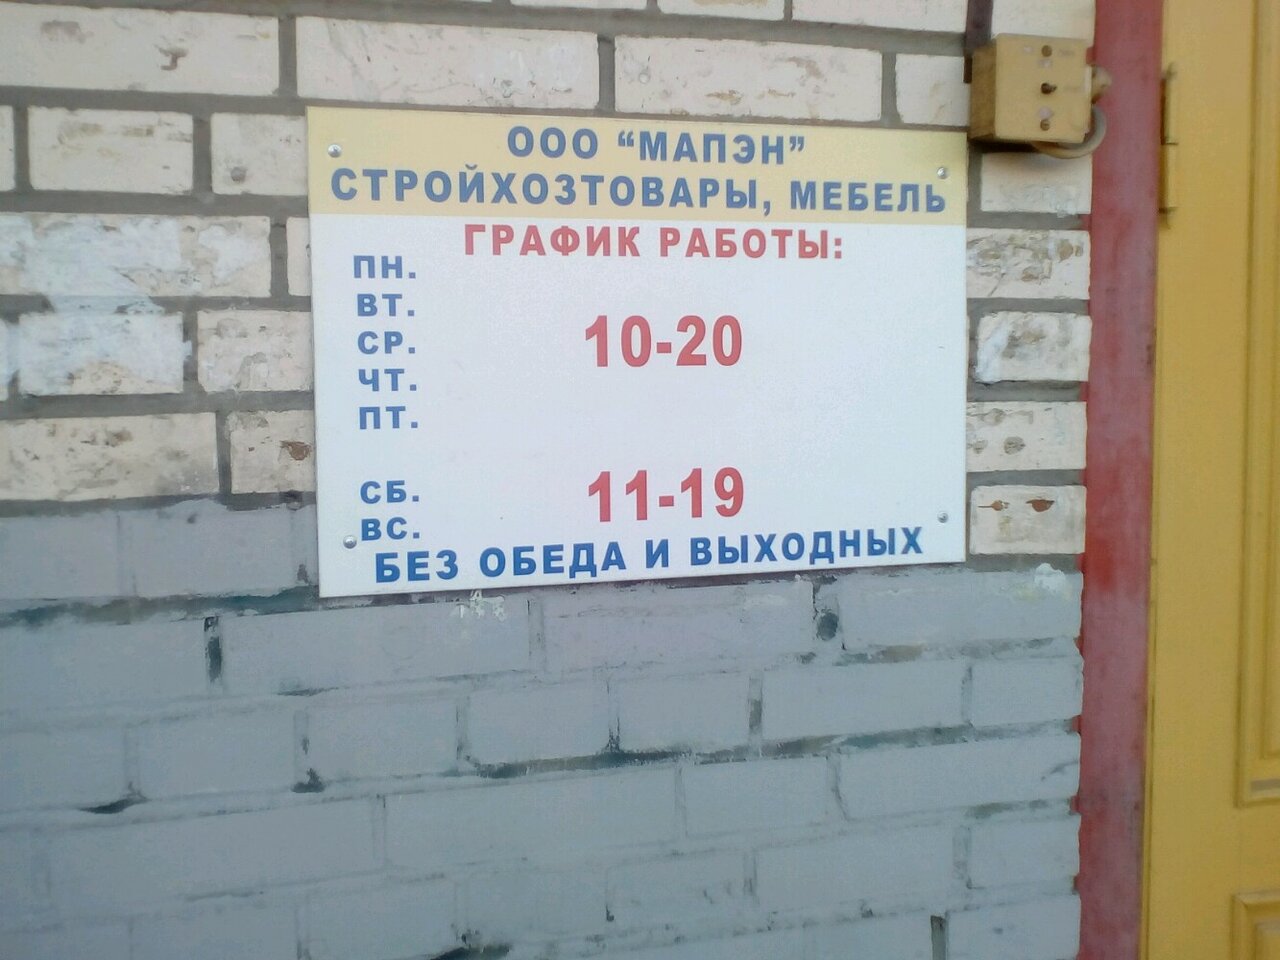 ООО “МАПЭН”
СТРОЙХОЗТОВАРЫ, МЕБЕЛЬ
ГРАФИК РАБОТЫ:
ПН.
ВТ.
СР. 10-20
ЧТ.
ПТ.
СБ. 11-19
ВС.
БЕЗ ОБЕДА И ВЫХОДНЫХ